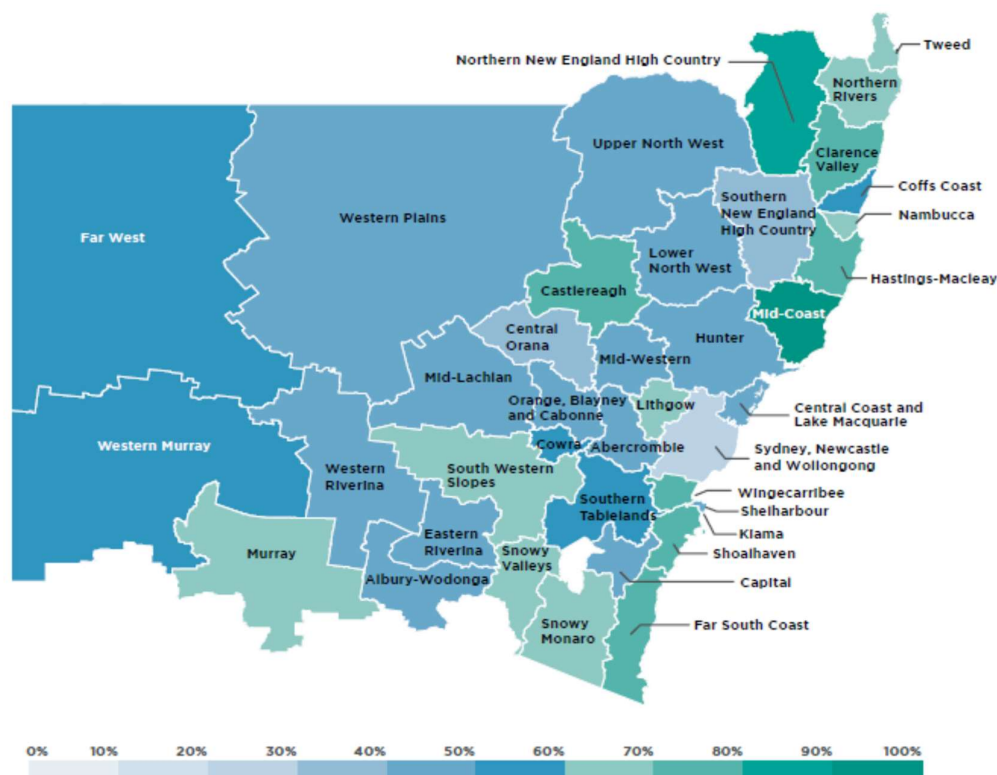 Tweed
Northern New England High Country
Northern
Rivers
Upper North West
Clarence
Valley
Coffs Coast
Southern
New England
High Country
Nambucca
Western Plains
Far West
Lower
North West
Hastings-Macleay
Castlereagh
Mid-Coast
Central
Orana
Hunter
Mid-Western
Mid-Lachlan
Orange, Blayney
and Cabonne
Lithgow
Central Coast and
Lake Macquarie
Western Murray
Cowra
Abercrombie
Sydney, Newcastle
and Wollongong
Western
Riverina
South Western
Slopes
Wingecarribee
Southern
Tablelands
Shellharbour
Kiama
Eastern
Riverina
Murray
Snowy
Valleys
Shoalhaven
Albury-Wodonga
Capital
Snowy
Monaro
Far South Coast
0% 10% 20% 30% 40% 50% 60% 70% 80% 90% 100%